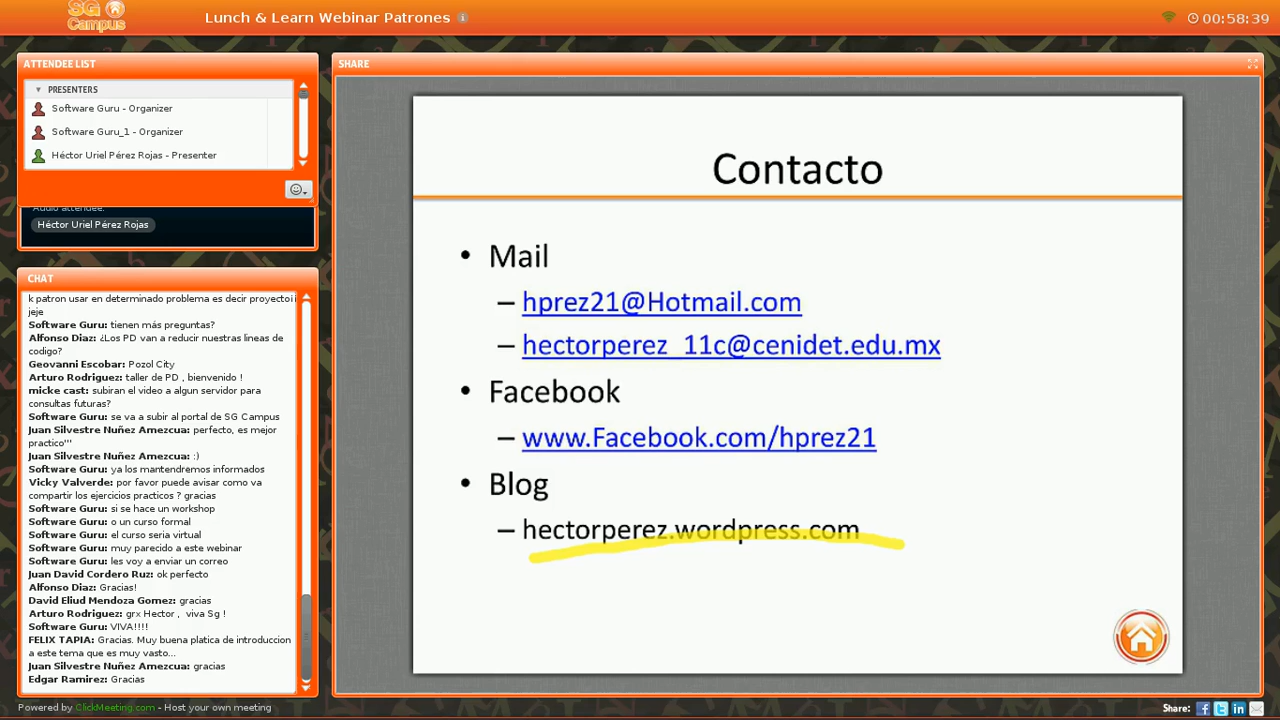 SG
Campus
Lunch & Learn Webinar Patrones
00:58:39
ATTENDEE LIST
PRESENTERS
Software Guru - Organizer
Software Guru_1 - Organizer
Héctor Uriel Pérez Rojas - Presenter
Audio attendee:
Héctor Uriel Pérez Rojas
CHAT
k patron usar en determinado problema es decir proyecto
jeje
Software Guru: tienen más preguntas?
Alfonso Diaz: ¿Los PD van a reducir nuestras lineas de
codigo?
Geovanni Escobar: Pozol City
Arturo Rodriguez: taller de PD , bienvenido !
micke cast: subiran el video a algun servidor para
consultas futuras?
Software Guru: se va a subir al portal de SG Campus
Juan Silvestre Nuñez Amezcua: perfecto, es mejor
practico'''
Juan Silvestre Nuñez Amezcua: :)
Software Guru: ya los mantendremos informados
Vicky Valverde: por favor puede avisar como va
compartir los ejercicios practicos ? gracias
Software Guru: si se hace un workshop
Software Guru: o un curso formal
Software Guru: el curso seria virtual
Software Guru: muy parecido a este webinar
Software Guru: les voy a enviar un correo
Juan David Cordero Ruz: ok perfecto
Alfonso Diaz: Gracias!
David Eliud Mendoza Gomez: gracias
Arturo Rodriguez: grx Hector , viva Sg !
Software Guru: VIVA!!!!
FELIX TAPIA: Gracias. Muy buena platica de introduccion
a este tema que es muy vasto...
Juan Silvestre Nuñez Amezcua: gracias
Edgar Ramirez: Gracias
SHARE
Contacto
• Mail
– hprez21@Hotmail.com
– hectorperez_11c@cenidet.edu.mx
• Facebook
– www.Facebook.com/hprez21
• Blog
– hectorperez.wordpress.com
Powered by ClickMeeting.com - Host your own meeting
Share: